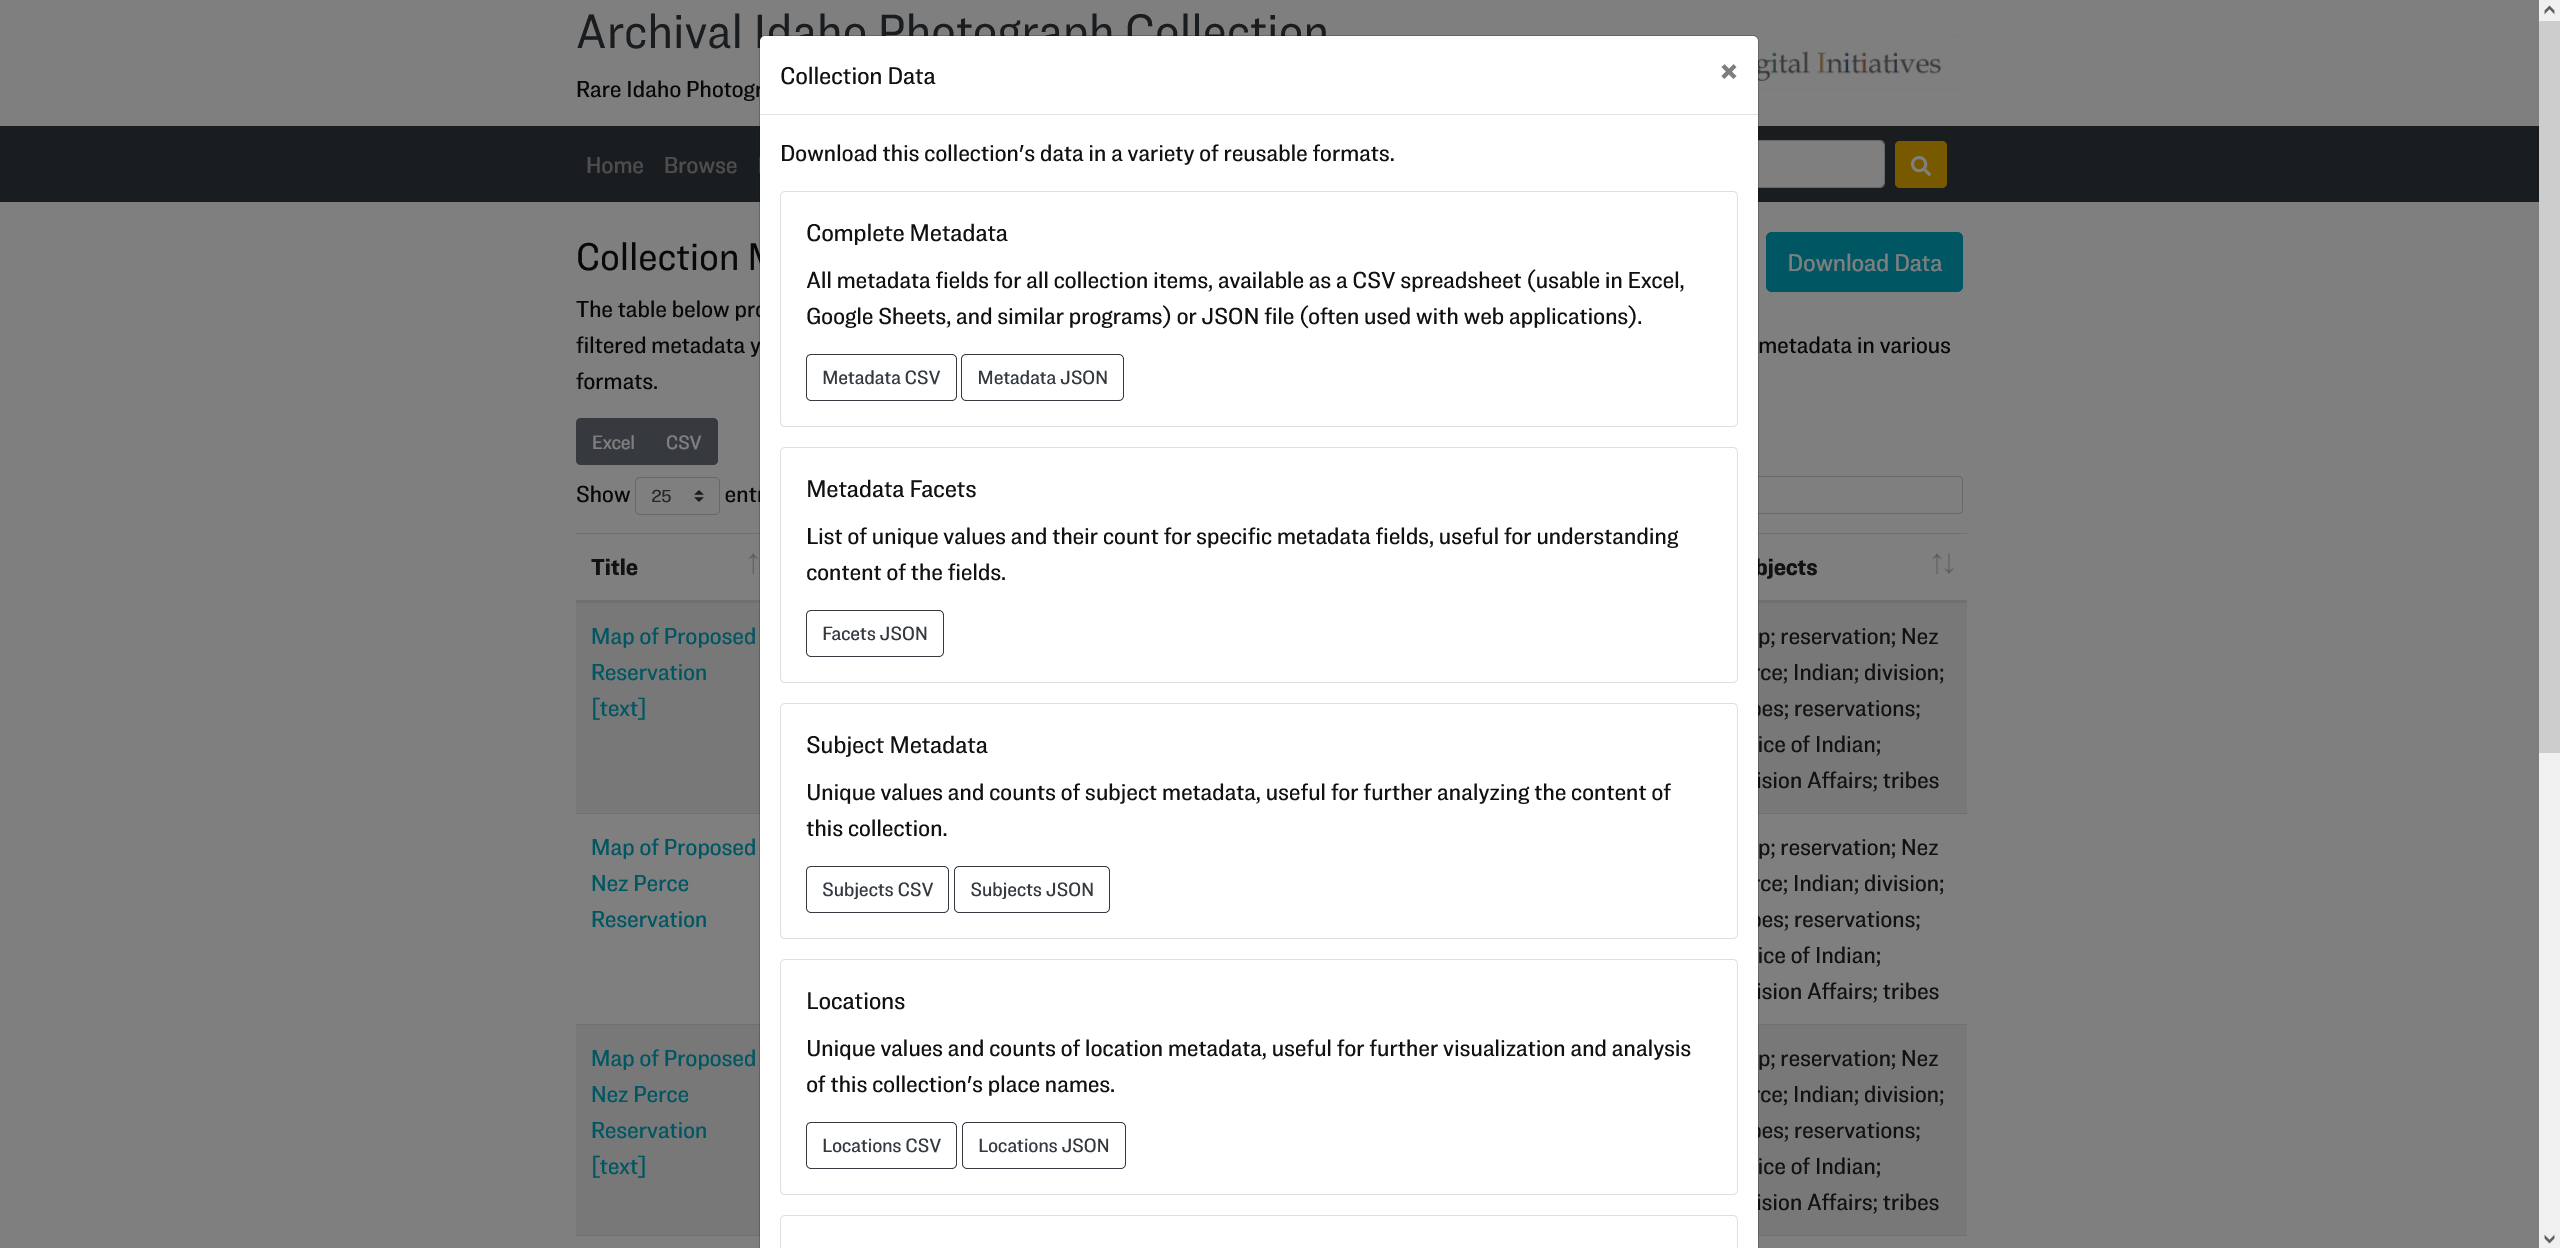 Archival Idaho Photograph Collection
Rare Idaho
gital Initiatives
Home Browse
Collection Data
×
Download this collection's data in a variety of reusable formats.
Complete Metadata
All metadata fields for all collection items, available as a CSV spreadsheet (usable in Excel,
Google Sheets, and similar programs) or JSON file (often used with web applications).
Metadata CSV Metadata JSON
Metadata Facets
List of unique values and their count for specific metadata fields, useful for understanding
content of the fields.
Facets JSON
Subject Metadata
Unique values and counts of subject metadata, useful for further analyzing the content of
this collection.
Subjects CSV Subjects JSON
Locations
Unique values and counts of location metadata, useful for further visualization and analysis
of this collection's place names.
Locations CSV Locations JSON
Collection
Download Data
The table below
filtered metadata
metadata in various
formats.
Excel CSV
Show 25
Title
bjects
Map of Proposed
Reservation
[text]
p; reservation; Nez
rce; Indian; division;
bes; reservations;
ice of Indian;
ision Affairs; tribes
Map of Proposed
Nez Perce
Reservation
p; reservation; Nez
rce; Indian; division;
bes; reservations;
ice of Indian;
ision Affairs; tribes
Map of Proposed
Nez Perce
Reservation
[text]
p; reservation; Nez
rce; Indian; division;
bes; reservations;
ice of Indian;
ision Affairs; tribes